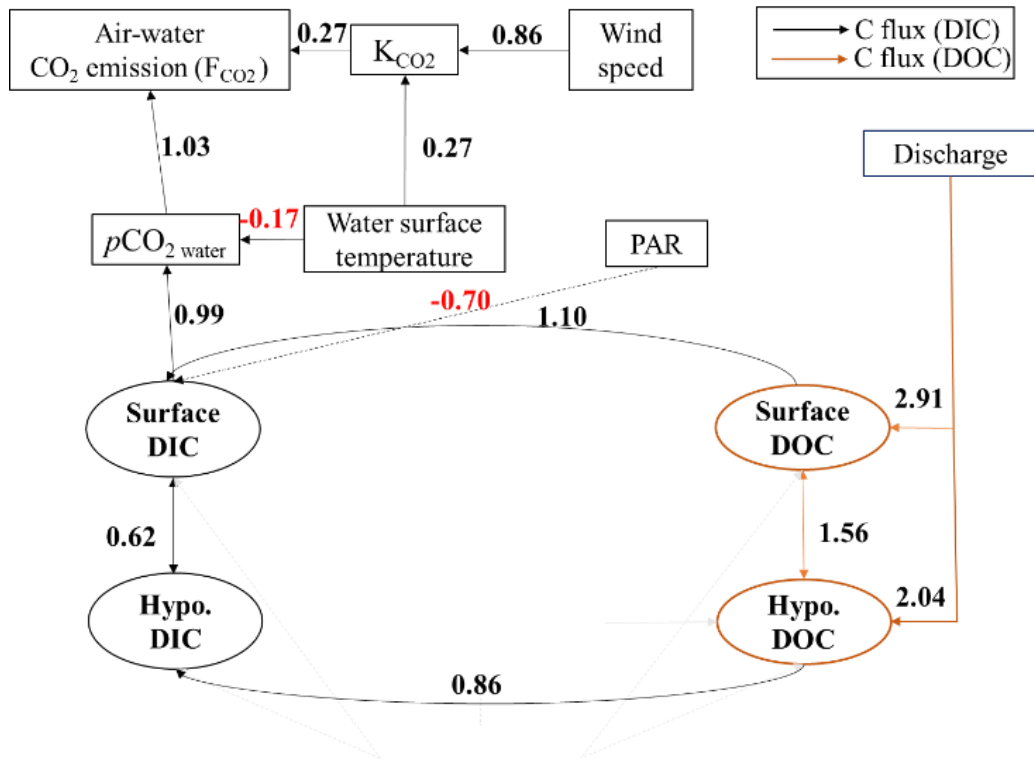 Air-water
CO₂ emission (F_CO2)
0.27
K_CO2
0.86
Wind
speed
C flux (DIC)
C flux (DOC)
1.03
0.27
Discharge
-0.17
pCO₂ water
Water surface
temperature
PAR
0.99
-0.70
1.10
Surface
DIC
Surface
DOC
2.91
0.62
1.56
Hypo.
DIC
Hypo.
DOC
2.04
0.86